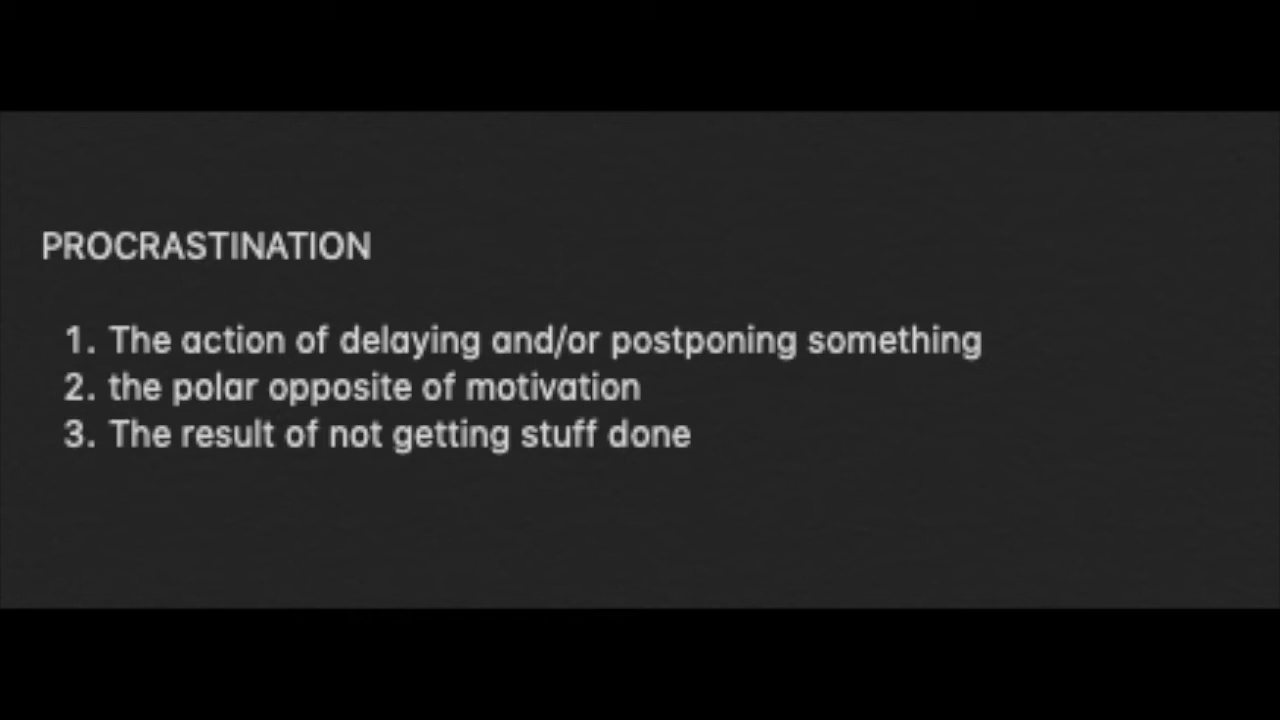 PROCRASTINATION
1. The action of delaying and/or postponing something
2. the polar opposite of motivation
3. The result of not getting stuff done